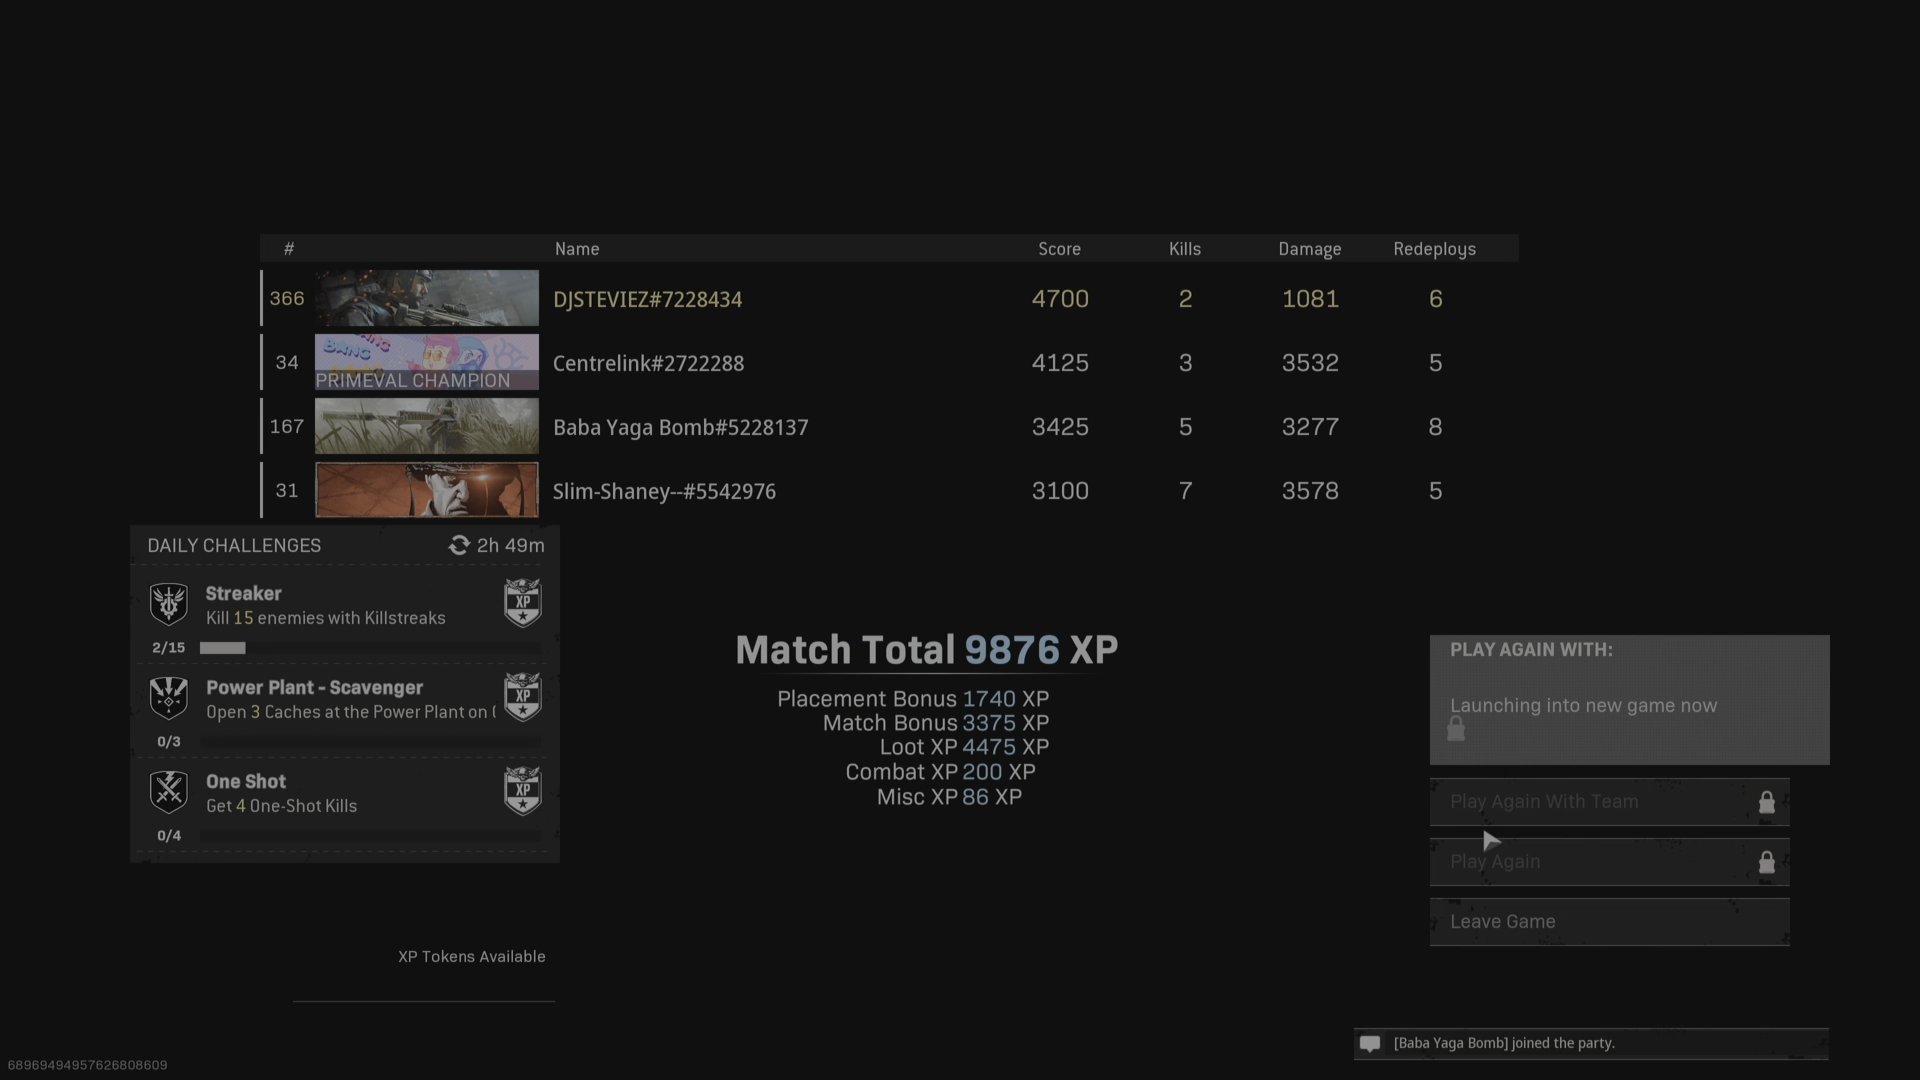 # Name Score Kills Damage Redeploys
366 DJSTEVIEZ#7228434 4700 2 1081 6
BANG
34 PRIMEVAL CHAMPION Centrelink#2722288 4125 3 3532 5
167 Baba Yaga Bomb#5228137 3425 5 3277 8
31 Slim-Shaney--#5542976 3100 7 3578 5
DAILY CHALLENGES 2h 49m
Streaker
Kill 15 enemies with Killstreaks
XP
2/15
Power Plant - Scavenger
Open 3 Caches at the Power Plant on
XP
0/3
One Shot
Get 4 One-Shot Kills
XP
0/4
XP Tokens Available
Match Total 9876 XP
Placement Bonus 1740 XP
Match Bonus 3375 XP
Loot XP 4475 XP
Combat XP 200 XP
Misc XP 86 XP
PLAY AGAIN WITH:
Launching into new game now
Play Again With Team
Play Again
Leave Game
[Baba Yaga Bomb] joined the party.
68969494957626808609